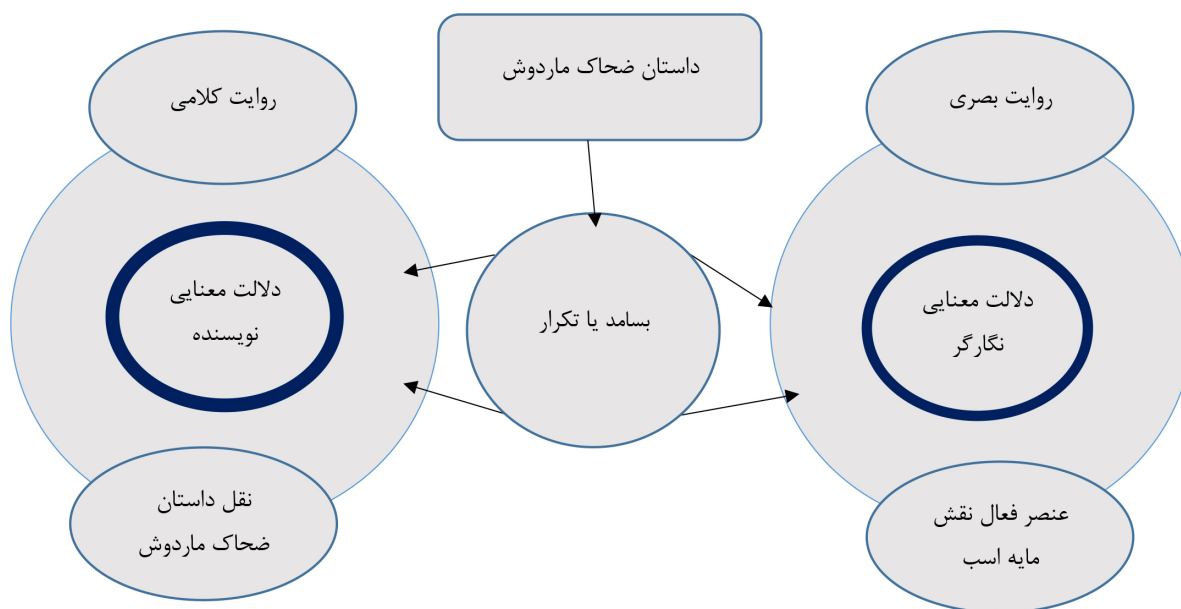 داستان ضحاک ماردوش
روایت بصری
روایت کلامی
دلالت معنایی
نگارگر
بسامد یا تکرار
دلالت معنایی
نویسنده
عنصر فعال نقش
مایه اسب
نقل داستان
ضحاک ماردوش